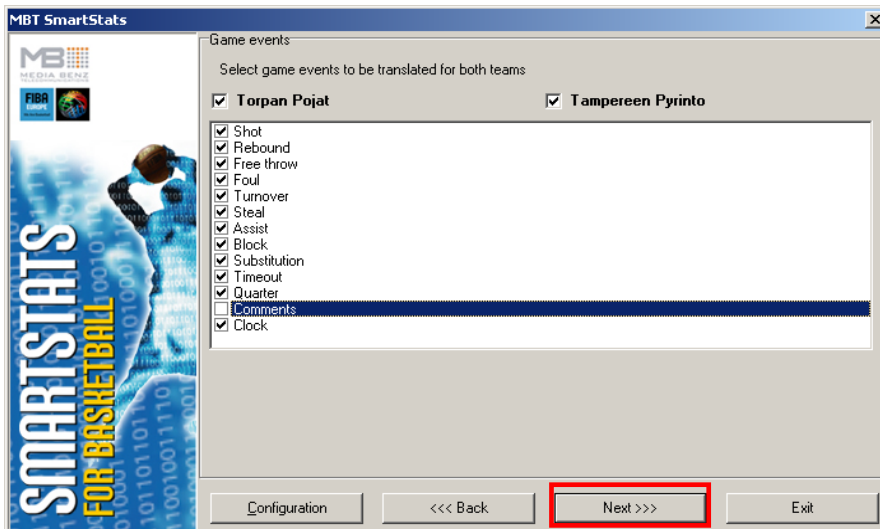 MBT SmartStats
MB
MEDIA BENZ
TELECOMMUNICATIONS
FIBA
EUROPE
SMARTSTATS
FOR BASKETBALL
Game events
Select game events to be translated for both teams
Torpan Pojat
Tampereen Pyrinto
Shot
Rebound
Free throw
Foul
Turnover
Steal
Assist
Block
Substitution
Timeout
Quarter
Comments
Clock
Configuration
<<< Back
Next >>>
Exit